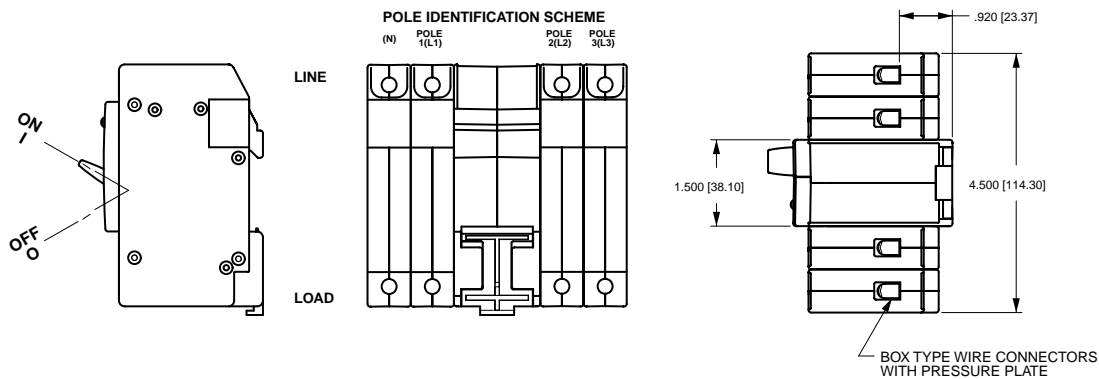 POLE IDENTIFICATION SCHEME
(N)
POLE
1(L1)
POLE
2(L2)
POLE
3(L3)
LINE
LOAD
ON
I
OFF
O
.920 [23.37]
1.500 [38.10]
4.500 [114.30]
BOX TYPE WIRE CONNECTORS
WITH PRESSURE PLATE